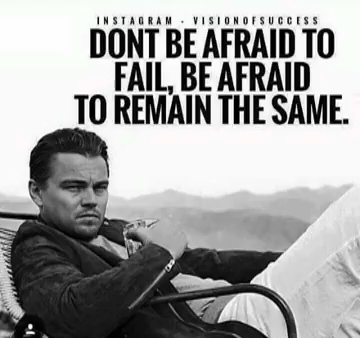 INSTAGRAM - VISIONOFSUCCESS
DONT BE AFRAID TO
FAIL, BE AFRAID
TO REMAIN THE SAME.